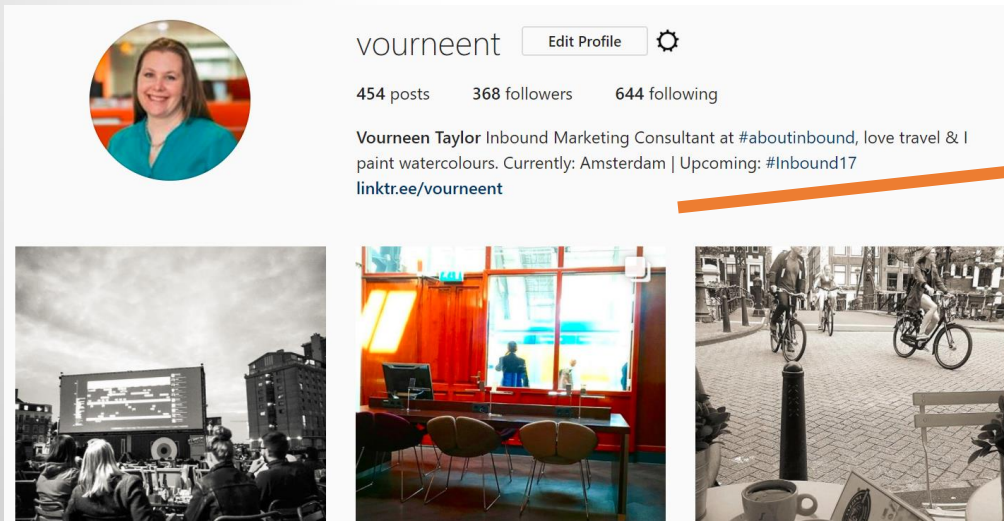 vourneent Edit Profile
454 posts 368 followers 644 following
Vourneen Taylor Inbound Marketing Consultant at #aboutinbound, love travel & I
paint watercolours. Currently: Amsterdam | Upcoming: #Inbound17
linktr.ee/vourneent